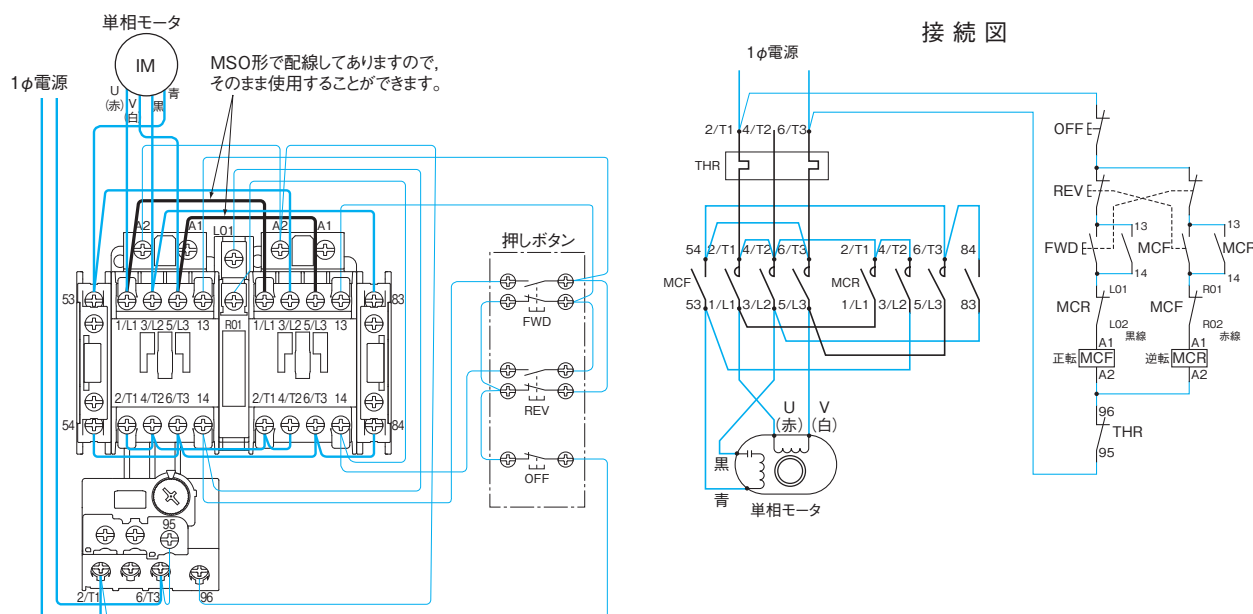 単相モータ
IM
1φ電源
U
(赤)
V
(白)
黒
青
MSO形で配線してありますので、
そのまま使用することができます。
A2
A1
LO1
A2
A1
53
83
1/L1 3/L2 5/L3 13
R01
1/L1 3/L2 5/L3 13
2/T1 4/T2 6/T3 14
2/T1 4/T2 6/T3 14
54
84
95
2/T1
6/T3
96
押しボタン
FWD
REV
OFF
接続図
1φ電源
2/T1 4/T2 6/T3
THR
54 2/T1 4/T2 6/T3
2/T1 4/T2 6/T3 84
MCF
MCR
53 1/L1 3/L2 5/L3
1/L1 3/L2 5/L3 83
U
(赤)
V
(白)
黒
青
単相モータ
OFF
REV
13
13
FWD
MCF
MCR
14
14
MCR
L01
MCF
R01
L02
黒線
R02
赤線
A1
A1
正転
MCF
逆転
MCR
A2
A2
96
THR
95